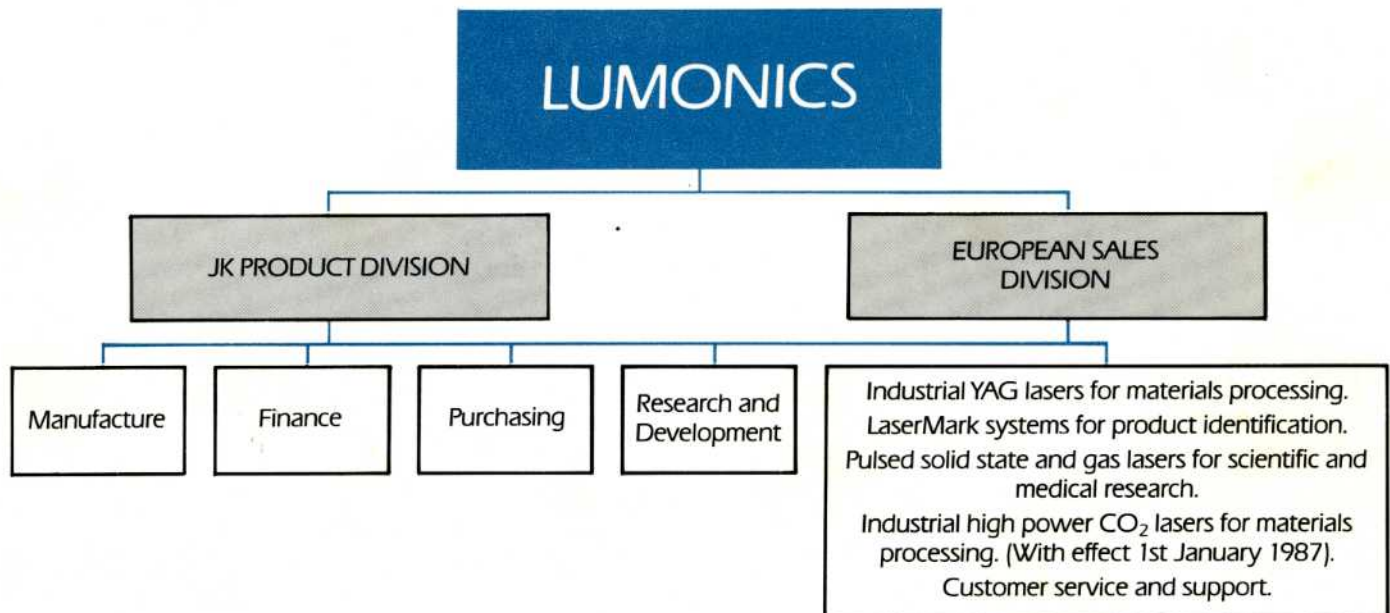 LUMONICS
JK PRODUCT DIVISION
EUROPEAN SALES
DIVISION
Manufacture
Finance
Purchasing
Research and
Development
Industrial YAG lasers for materials processing.
LaserMark systems for product identification.
Pulsed solid state and gas lasers for scientific and
medical research.
Industrial high power CO₂ lasers for materials
processing. (With effect 1st January 1987).
Customer service and support.